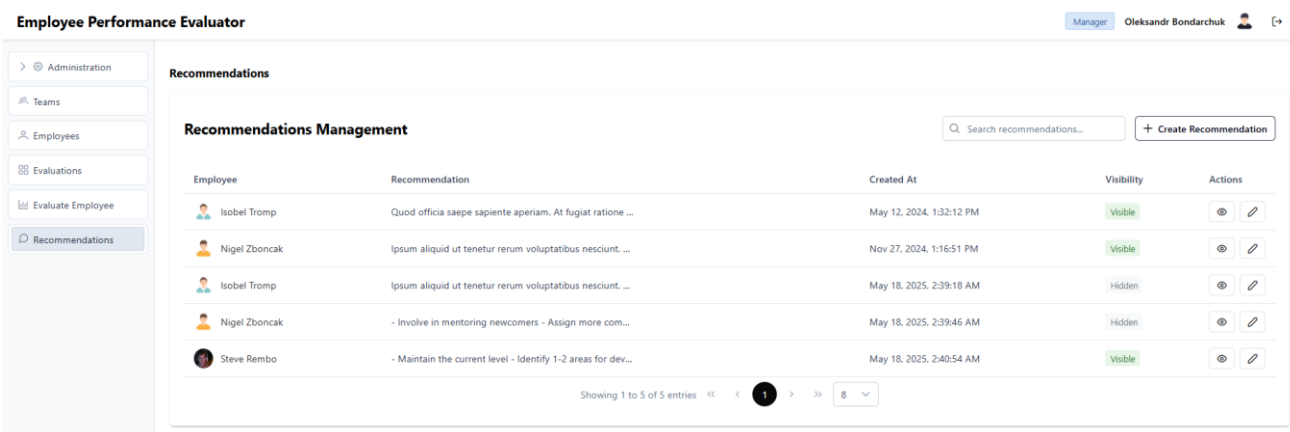 Employee Performance Evaluator
Manager Oleksandr Bondarchuk
Administration
Teams
Employees
Evaluations
Evaluate Employee
Recommendations
Recommendations
Recommendations Management
Search recommendations...
+ Create Recommendation
Employee Recommendation Created At Visibility Actions
Isobel Tromp Quod officia saepe sapiente aperiam. At fugiat ratione ... May 12, 2024, 1:32:12 PM Visible
Nigel Zboncak Ipsum aliquid ut tenetur rerum voluptatibus nesciunt. ... Nov 27, 2024, 1:16:51 PM Visible
Isobel Tromp Ipsum aliquid ut tenetur rerum voluptatibus nesciunt. ... May 18, 2025, 2:39:18 AM Hidden
Nigel Zboncak - Involve in mentoring newcomers - Assign more com... May 18, 2025, 2:39:46 AM Hidden
Steve Rembo - Maintain the current level - Identify 1-2 areas for dev... May 18, 2025, 2:40:54 AM Visible
Showing 1 to 5 of 5 entries « ‹ 1 › » 8